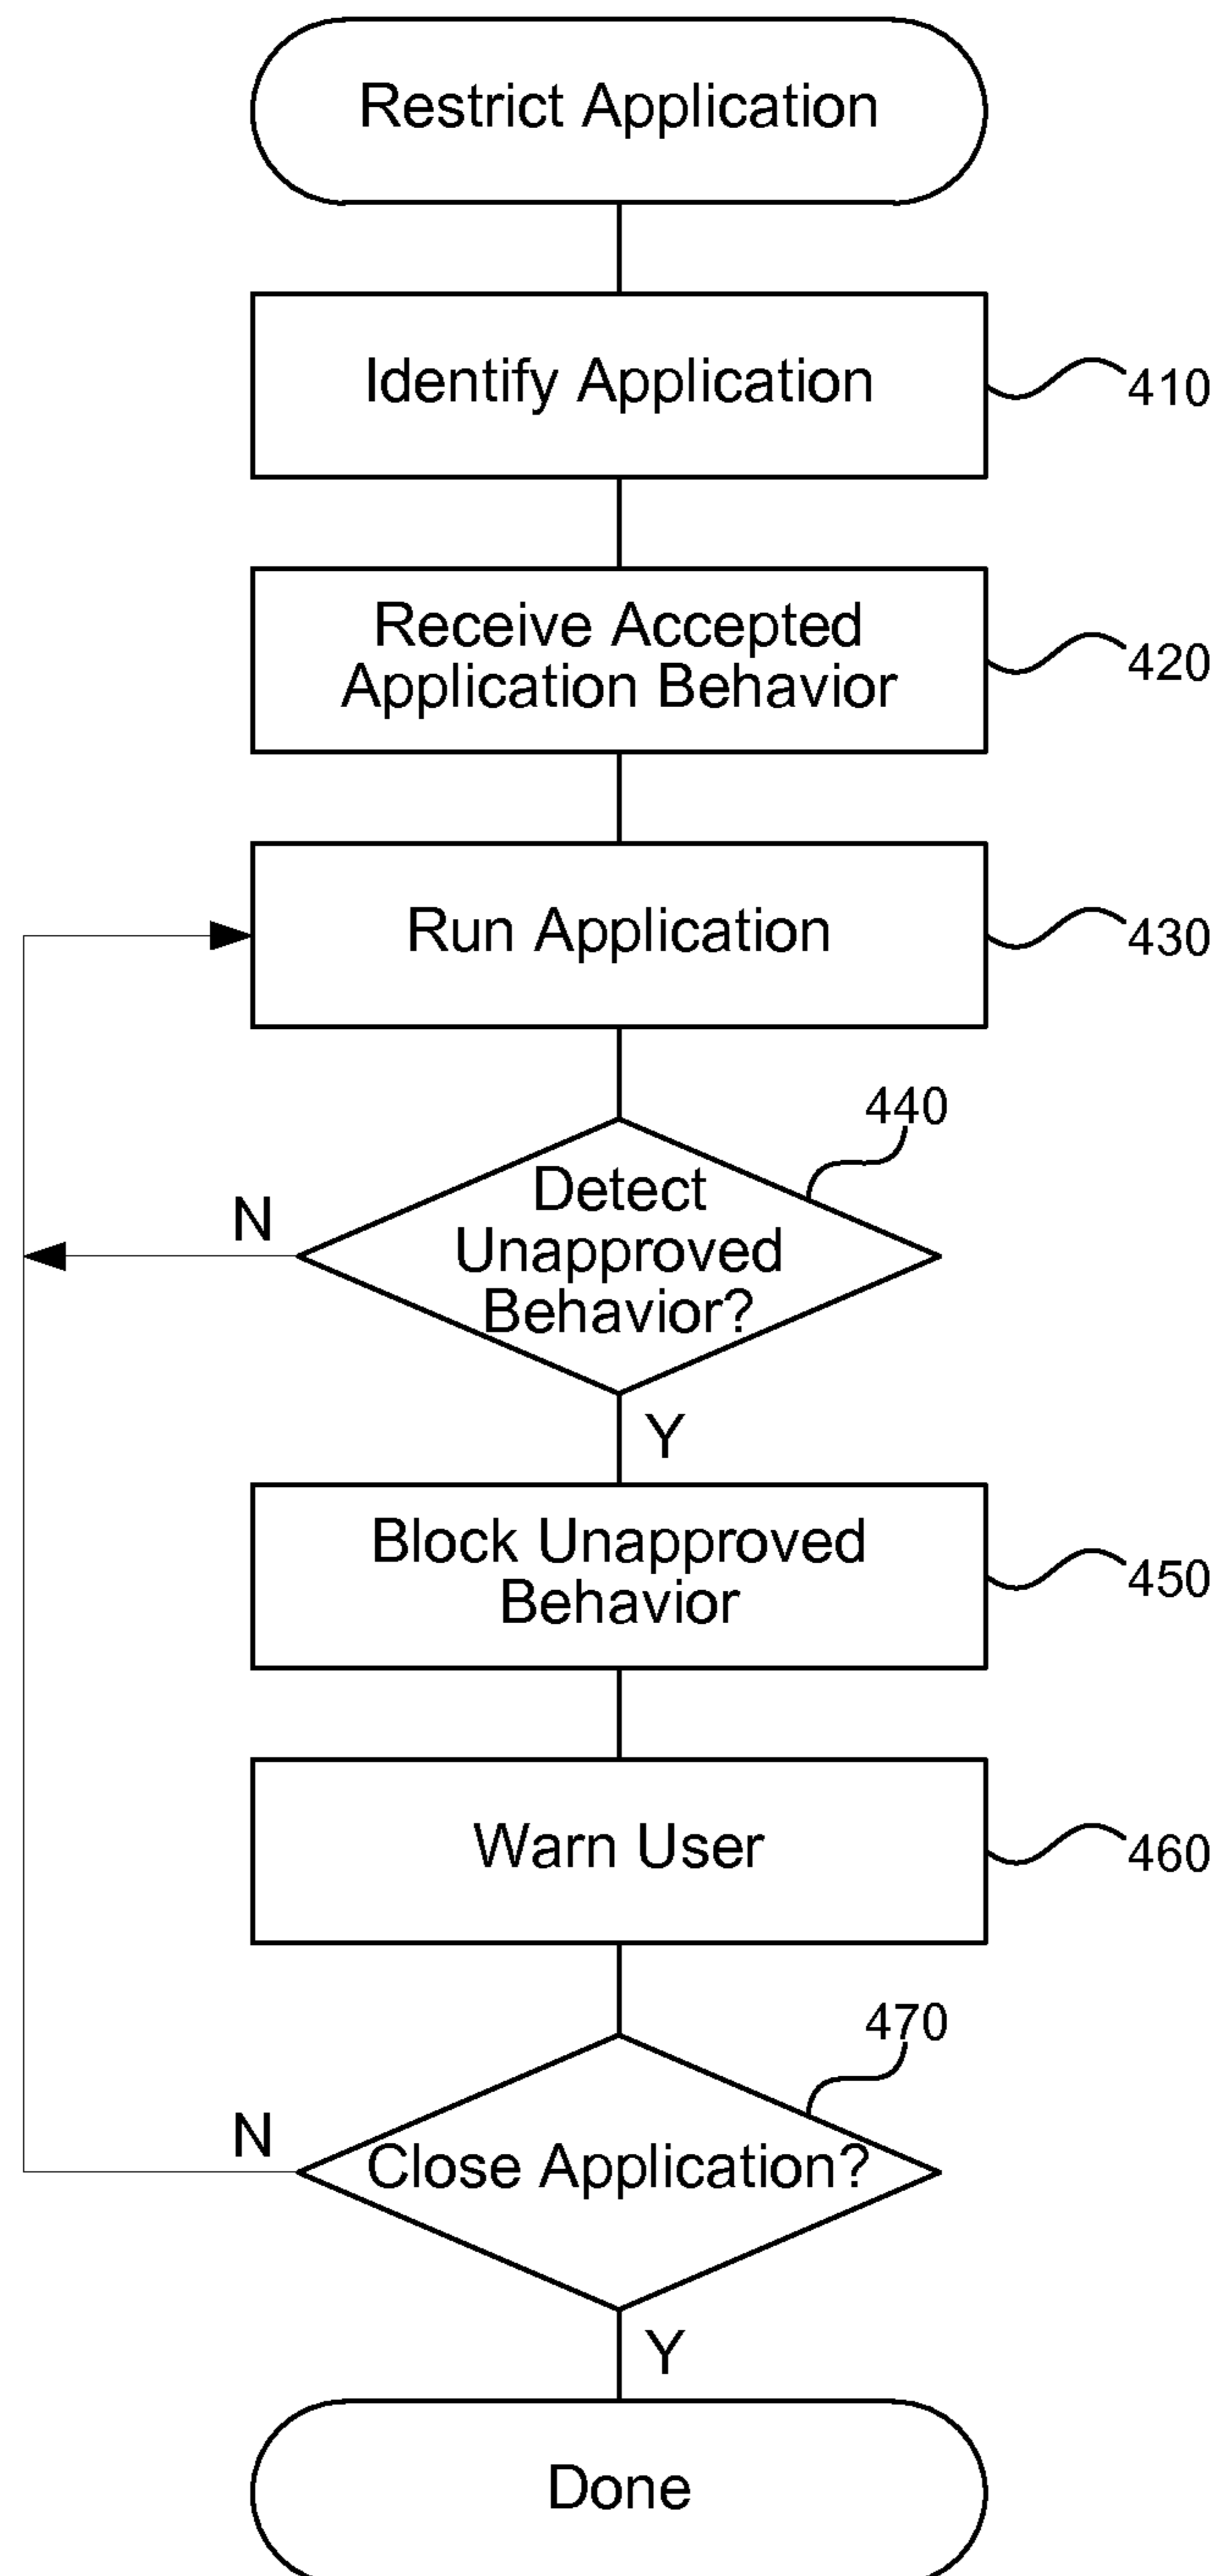 Restrict Application
Identify Application
410
Receive Accepted
Application Behavior
420
Run Application
430
440
Detect
Unapproved
Behavior?
N
Y
Block Unapproved
Behavior
450
Warn User
460
470
Close Application?
N
Y
Done